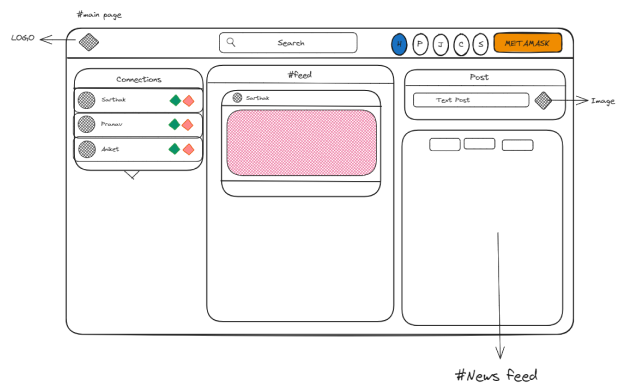 #main page
LOGO
Search
H P J C S
METAMASK
Connections
Sarthak
Pranav
Aniket
#feed
Sarthak
Post
Text Post
Image
#News feed